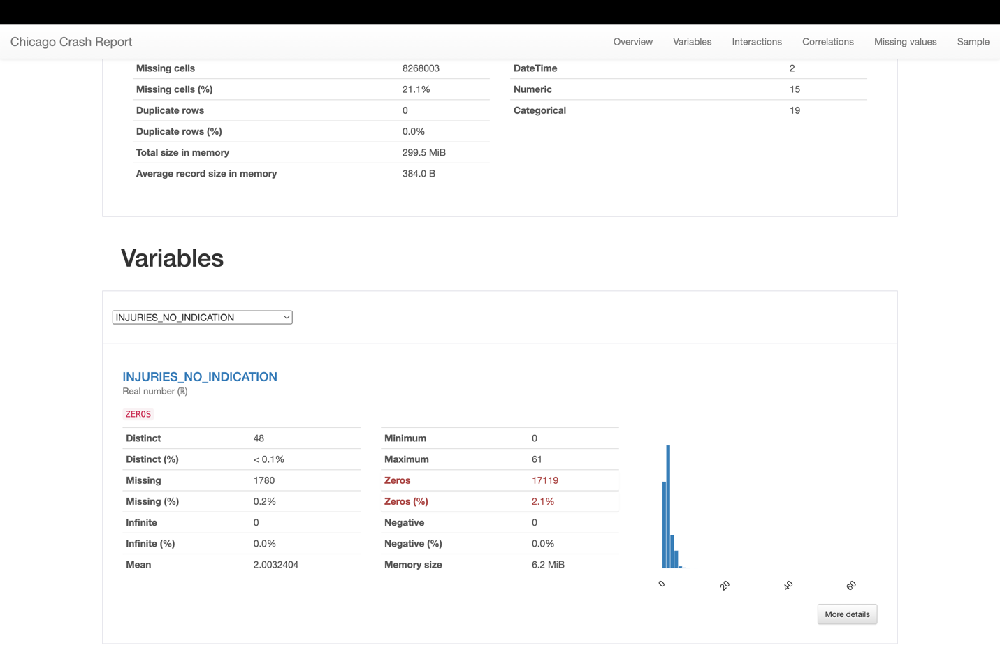 Chicago Crash Report
Overview Variables Interactions Correlations Missing values Sample
Missing cells 8268003
Missing cells (%) 21.1%
Duplicate rows 0
Duplicate rows (%) 0.0%
Total size in memory 299.5 MiB
Average record size in memory 384.0 B
DateTime 2
Numeric 15
Categorical 19
Variables
INJURIES_NO_INDICATION
INJURIES_NO_INDICATION
Real number (ℝ)
ZEROS
Distinct 48
Distinct (%) < 0.1%
Missing 1780
Missing (%) 0.2%
Infinite 0
Infinite (%) 0.0%
Mean 2.0032404
Minimum 0
Maximum 61
Zeros 17119
Zeros (%) 2.1%
Negative 0
Negative (%) 0.0%
Memory size 6.2 MiB
0 20 40 60
More details